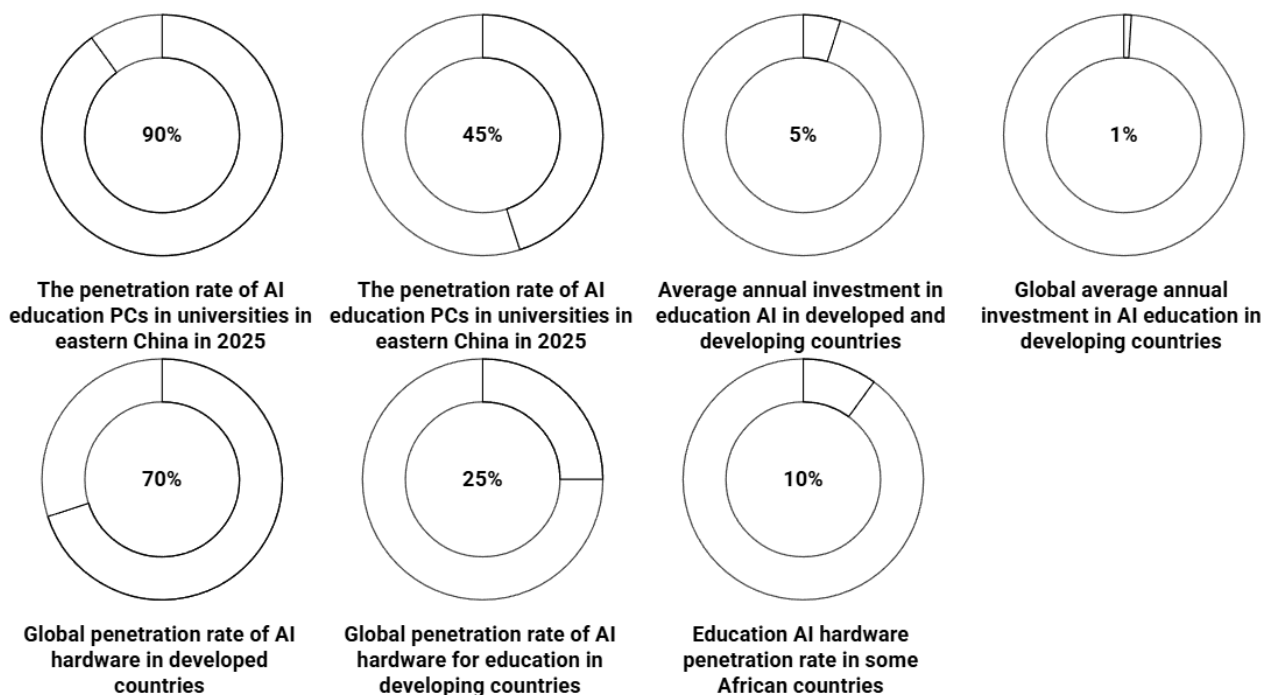 90%
45%
5%
1%
The penetration rate of AI
education PCs in universities in
eastern China in 2025
The penetration rate of AI
education PCs in universities in
eastern China in 2025
Average annual investment in
education AI in developed and
developing countries
Global average annual
investment in AI education in
developing countries
70%
25%
10%
Global penetration rate of AI
hardware in developed
countries
Global penetration rate of AI
hardware for education in
developing countries
Education AI hardware
penetration rate in some
African countries